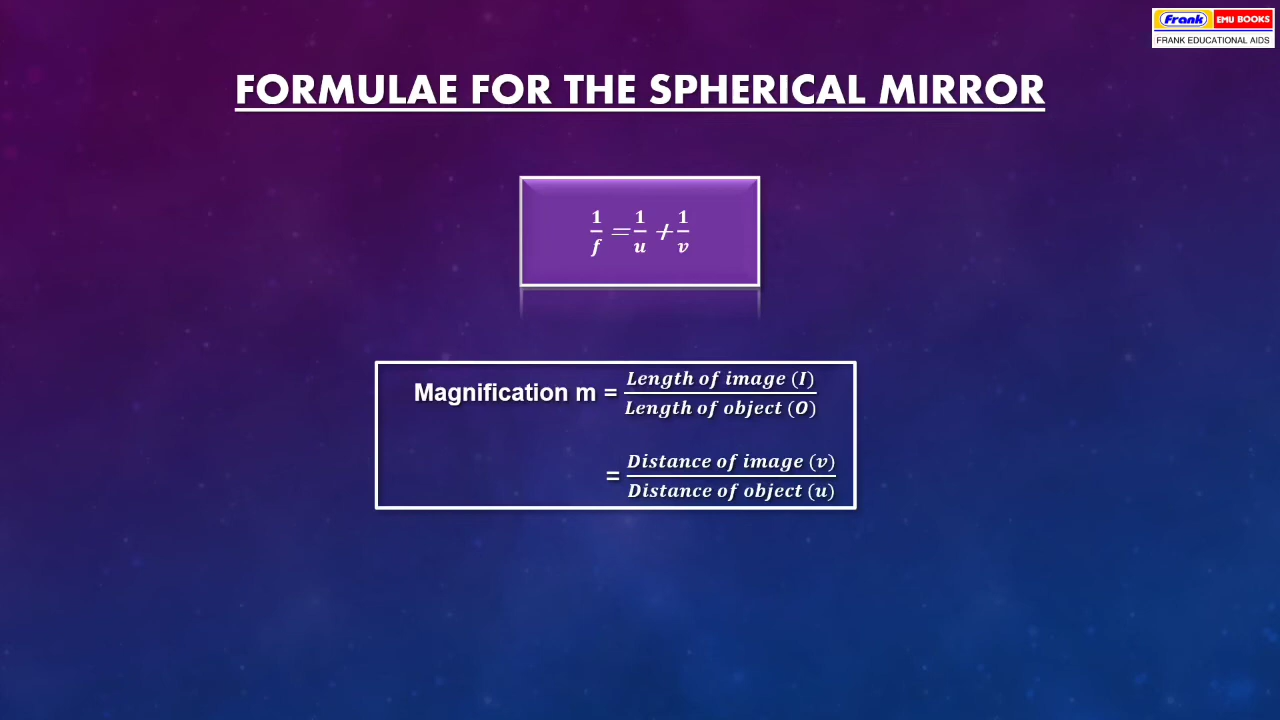 Frank EMU BOOKS
FRANK EDUCATIONAL AIDS
FORMULAE FOR THE SPHERICAL MIRROR
1/f = 1/u + 1/v
Magnification m = Length of image (I) / Length of object (O)
= Distance of image (v) / Distance of object (u)